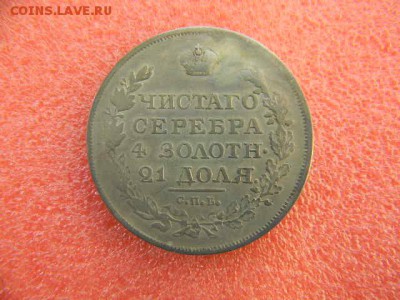 COINS.LAVE.RU
ЧИСТАГО
СЕРЕБРА
4 ЗОЛОТН.
21 ДОЛЯ.
С.П.Б.